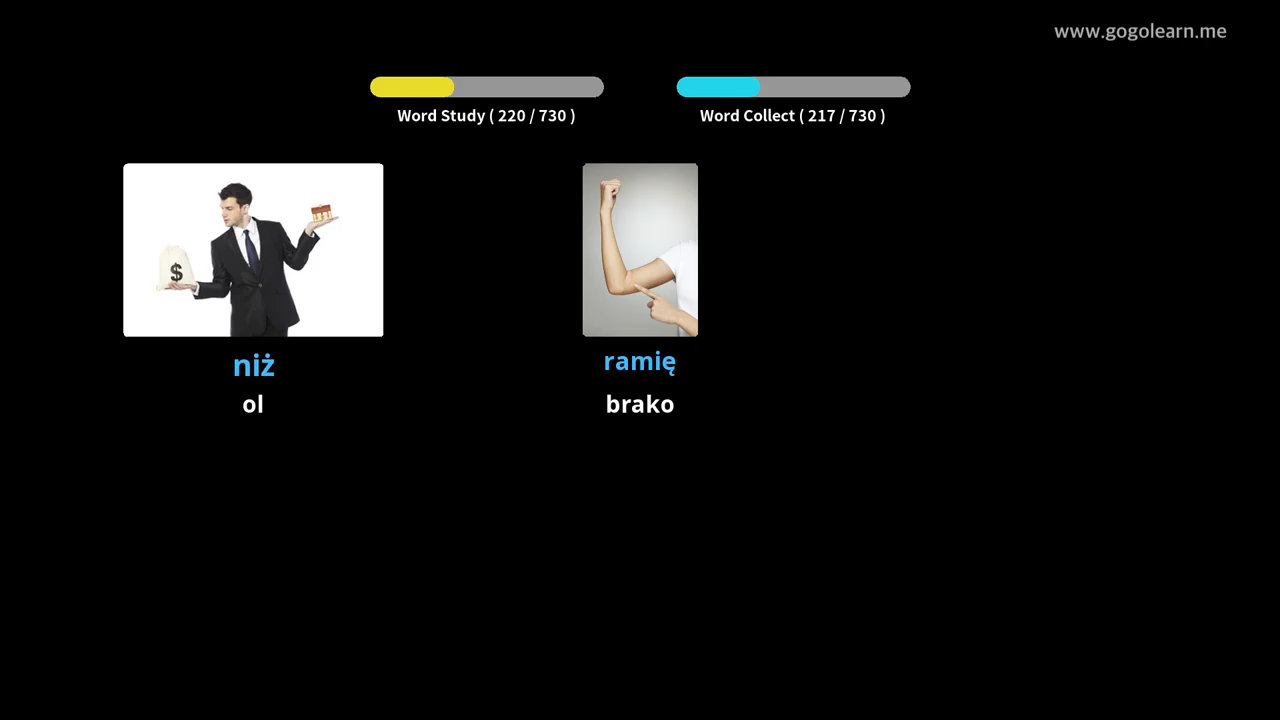 www.gogolearn.me
Word Study ( 220 / 730 )
Word Collect ( 217 / 730 )
$
niż
ol
ramię
brako